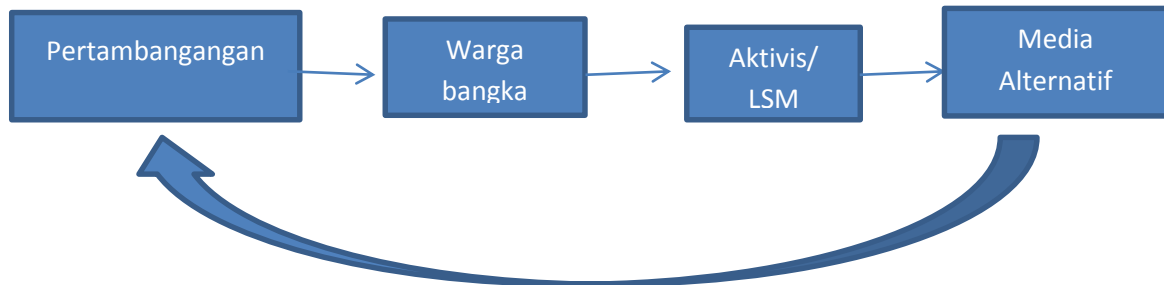 Pertambangangan
Warga
bangka
Aktivis/
LSM
Media
Alternatif